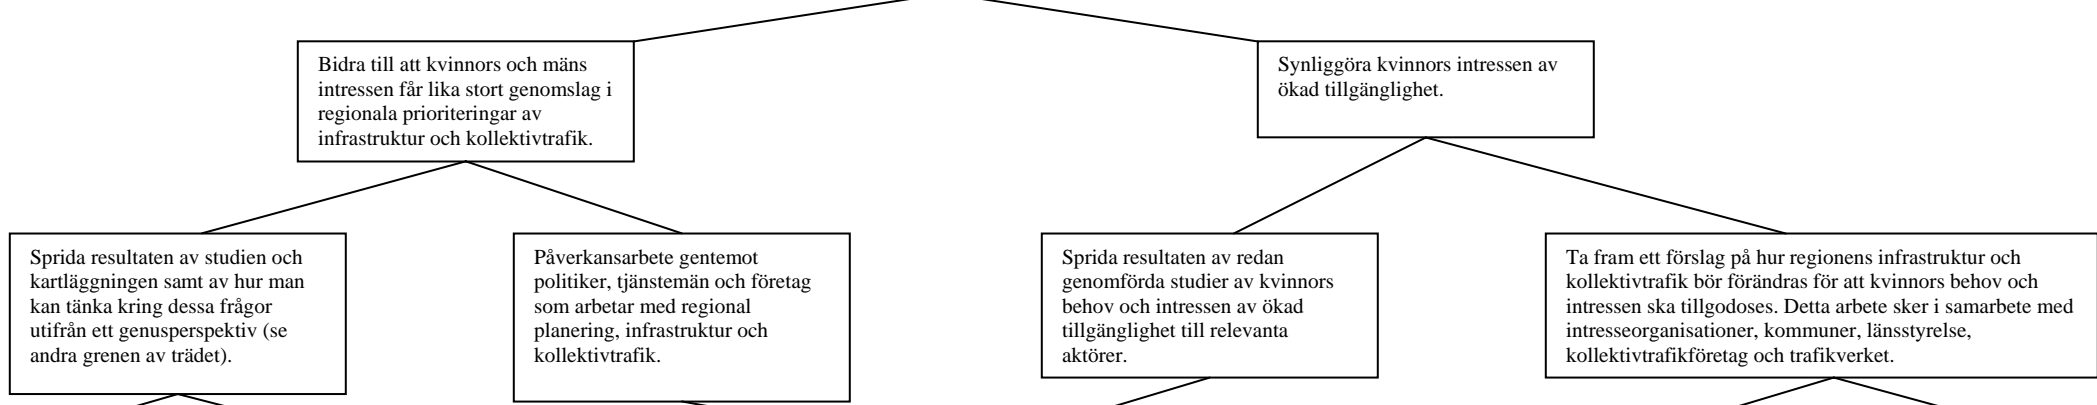 Bidra till att kvinnors och mäns
intressen får lika stort genomslag i
regionala prioriteringar av
infrastruktur och kollektivtrafik.
Synliggöra kvinnors intressen av
ökad tillgänglighet.
Sprida resultaten av studien och
kartläggningen samt av hur man
kan tänka kring dessa frågor
utifrån ett genusperspektiv (se
andra grenen av trädet).
Påverkansarbete gentemot
politiker, tjänstemän och företag
som arbetar med regional
planering, infrastruktur och
kollektivtrafik.
Sprida resultaten av redan
genomförda studier av kvinnors
behov och intressen av ökad
tillgänglighet till relevanta
aktörer.
Ta fram ett förslag på hur regionens infrastruktur och
kollektivtrafik bör förändras för att kvinnors behov och
intressen ska tillgodoses. Detta arbete sker i samarbete med
intresseorganisationer, kommuner, länsstyrelse,
kollektivtrafikföretag och trafikverket.